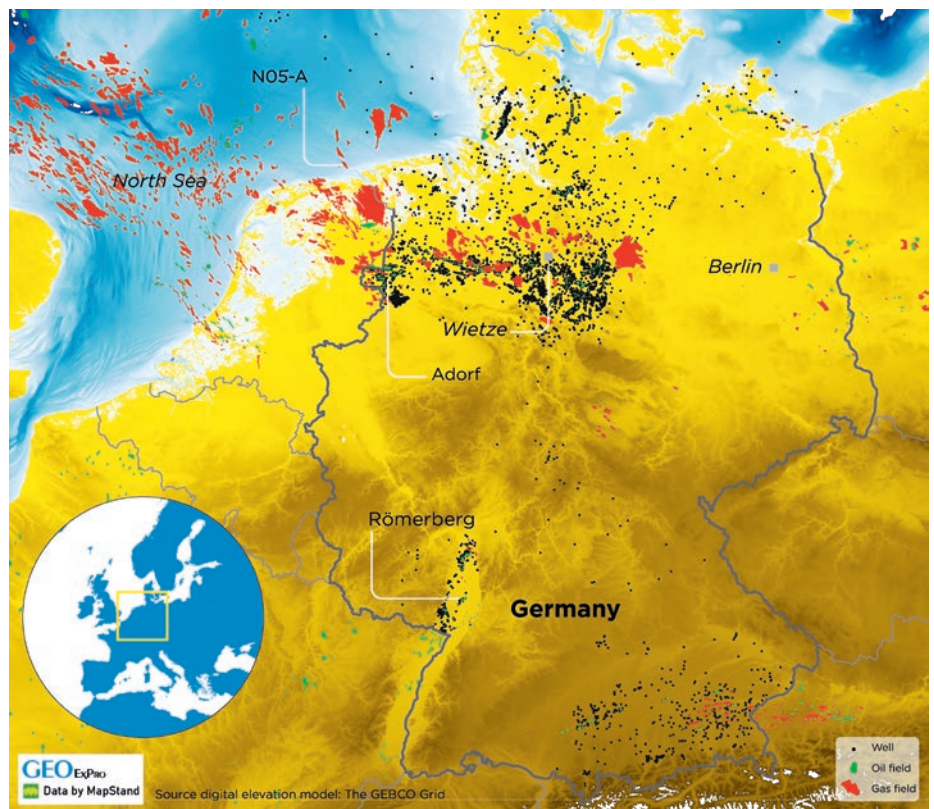 N05-A
North Sea
Berlin
Wietze
Adorf
Römerberg
Germany
Well
Oil field
Gas field
GEO ExPro
Data by MapStand
Source digital elevation model: The GEBCO Grid